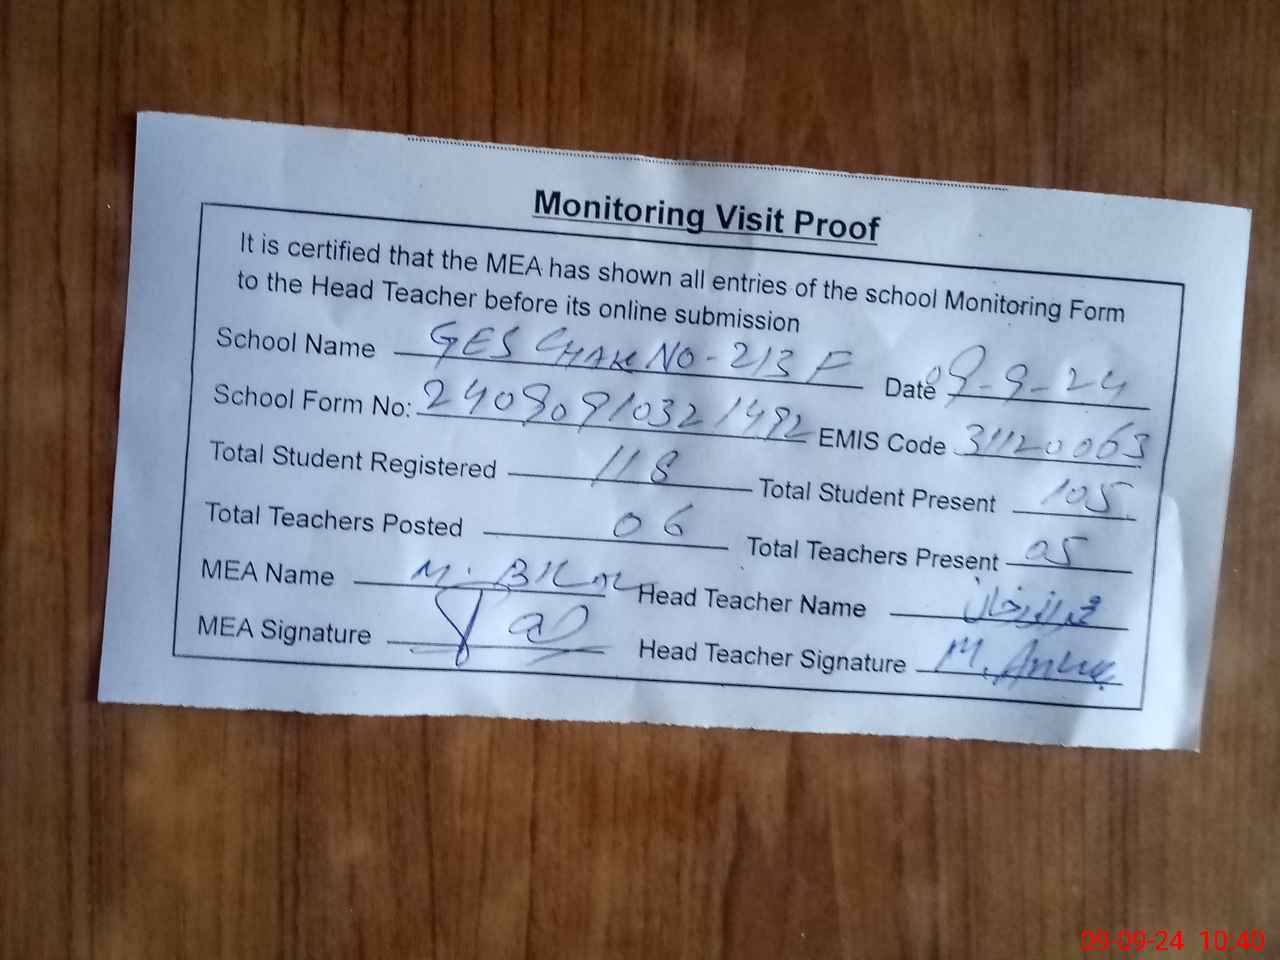 Monitoring Visit Proof
It is certified that the MEA has shown all entries of the school Monitoring Form
to the Head Teacher before its online submission
School Name GES CHAK NO-213 F Date 09-9-24
School Form No: 24090910321492 EMIS Code 31120063
Total Student Registered 118 Total Student Present 105
Total Teachers Posted 06 Total Teachers Present 05
MEA Name M. BILAL Head Teacher Name
MEA Signature Head Teacher Signature M.
09-09-24 10:40